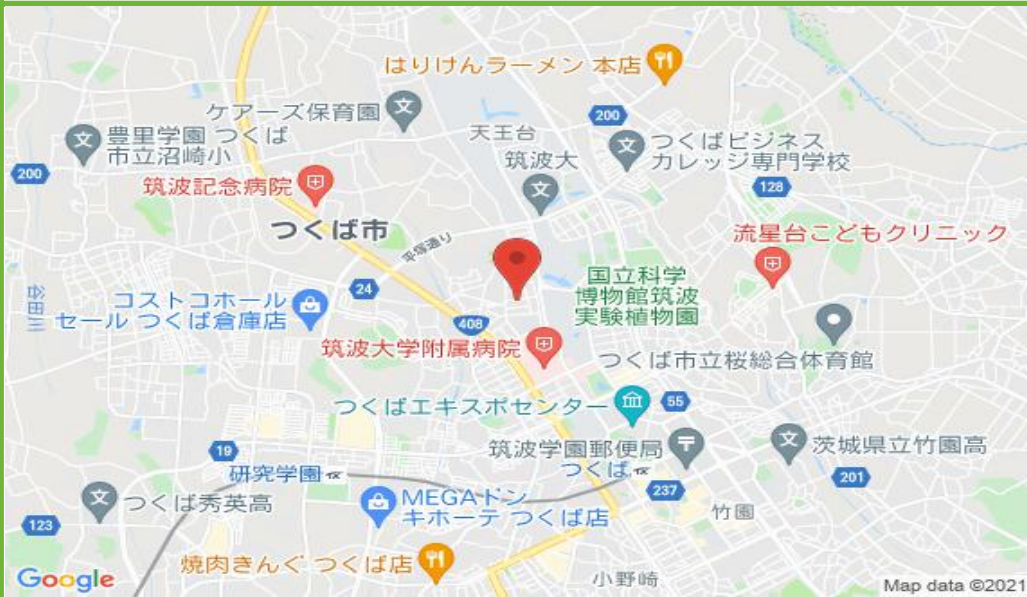 はりけんラーメン 本店
ケアーズ保育園
200
天王台
豊里学園 つくば
市立沼崎小
つくばビジネス
カレッジ専門学校
筑波大
200
筑波記念病院
128
つくば市
平塚通り
流星台こどもクリニック
国立科学
博物館筑波
実験植物園
谷田川
24
コストコホール
セール つくば倉庫店
408
筑波大学附属病院
つくば市立桜総合体育館
つくばエキスポセンター
55
筑波学園郵便局
茨城県立竹園高
19
研究学園
つくば
201
237
つくば秀英高
MEGAドン
キホーテ つくば店
竹園
123
焼肉きんぐ つくば店
小野崎
Google
Map data ©2021